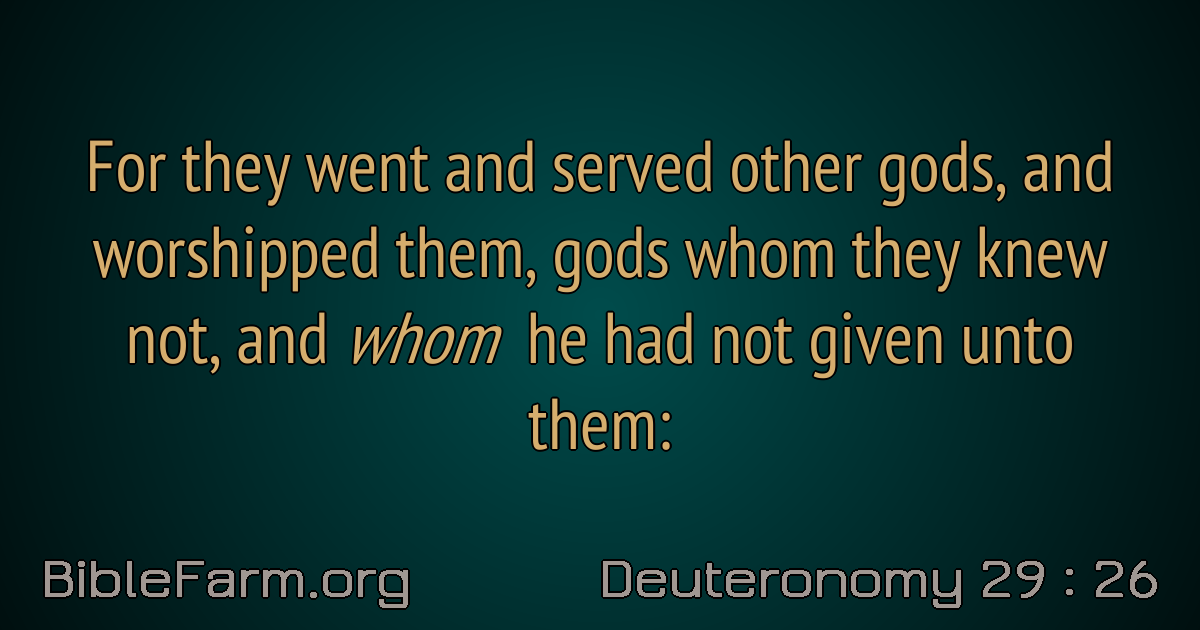 For they went and served other gods, and
worshipped them, gods whom they knew
not, and whom he had not given unto
them:
BibleFarm.org
Deuteronomy 29 : 26